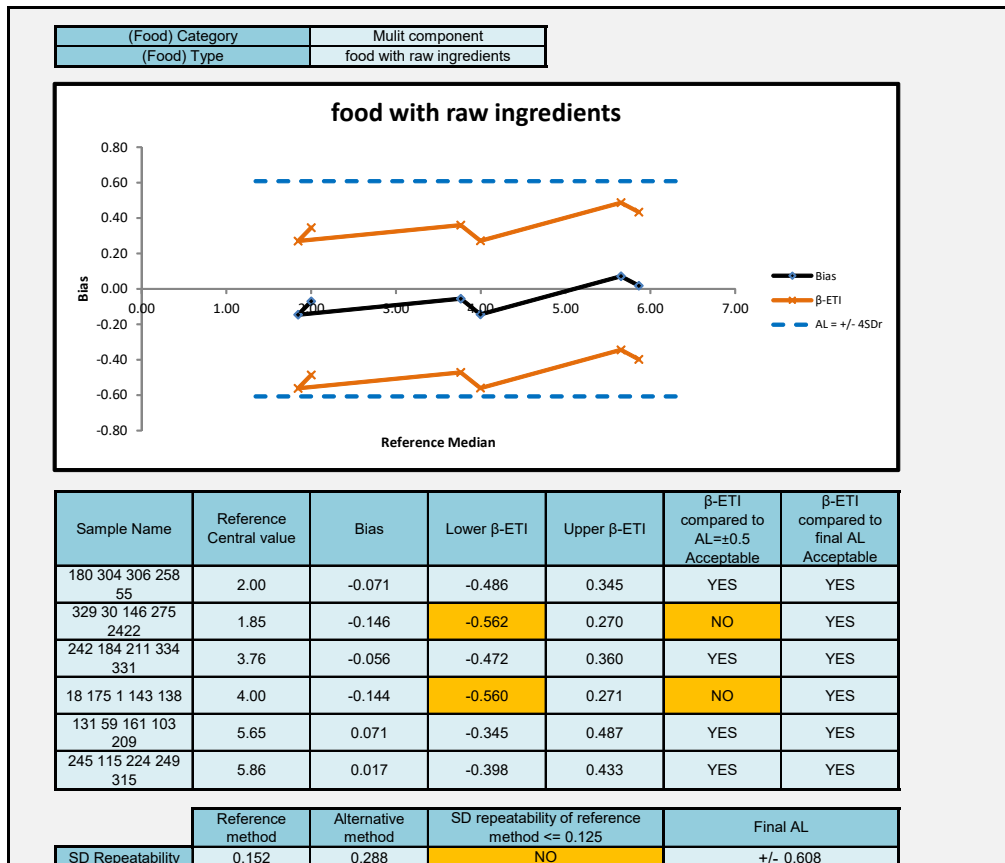 (Food) Category Mulit component
(Food) Type food with raw ingredients
food with raw ingredients
0.80
0.60
0.40
0.20
0.00
-0.20
-0.40
-0.60
-0.80
0.00 1.00 2.00 3.00 4.00 5.00 6.00 7.00
Bias
Reference Median
Bias
β-ETI
AL = +/- 4SDr
Sample Name Reference Central value Bias Lower β-ETI Upper β-ETI β-ETI compared to AL=±0.5 Acceptable β-ETI compared to final AL Acceptable
180 304 306 258 55 2.00 -0.071 -0.486 0.345 YES YES
329 30 146 275 2422 1.85 -0.146 -0.562 0.270 NO YES
242 184 211 334 331 3.76 -0.056 -0.472 0.360 YES YES
18 175 1 143 138 4.00 -0.144 -0.560 0.271 NO YES
131 59 161 103 209 5.65 0.071 -0.345 0.487 YES YES
245 115 224 249 315 5.86 0.017 -0.398 0.433 YES YES
Reference method Alternative method SD repeatability of reference method <= 0.125 Final AL
SD Repeatability 0.152 0.288 NO +/- 0.608